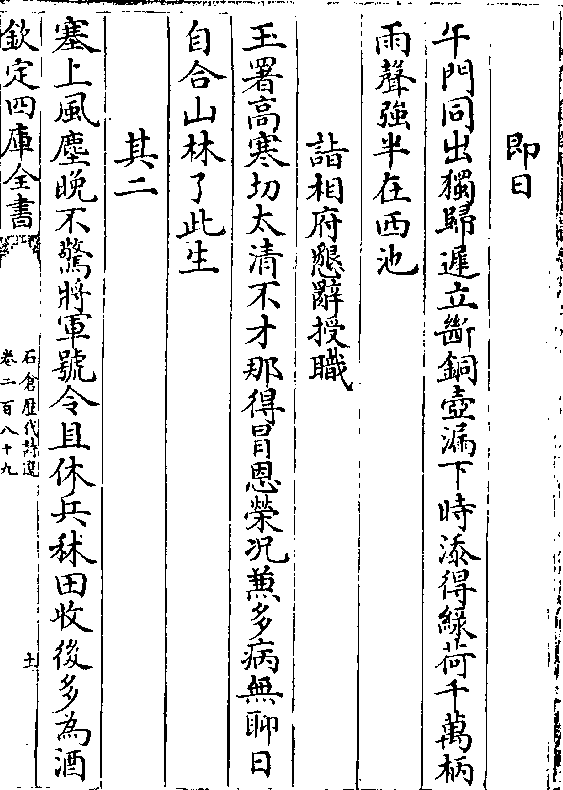 即日
午門同出獨歸遲立斷銅壺漏下時添得綠荷千萬柄
雨聲強半在西池
詣相府懇辭授職
玉署高寒切太清不才那得冒恩榮况蕪多病無聊日
自合山林了此生
其二
塞上風塵晚不驚將軍號令且休兵秫田收後多為酒
欽定四庫全書
石倉歴代詩選
卷二百八十九
土